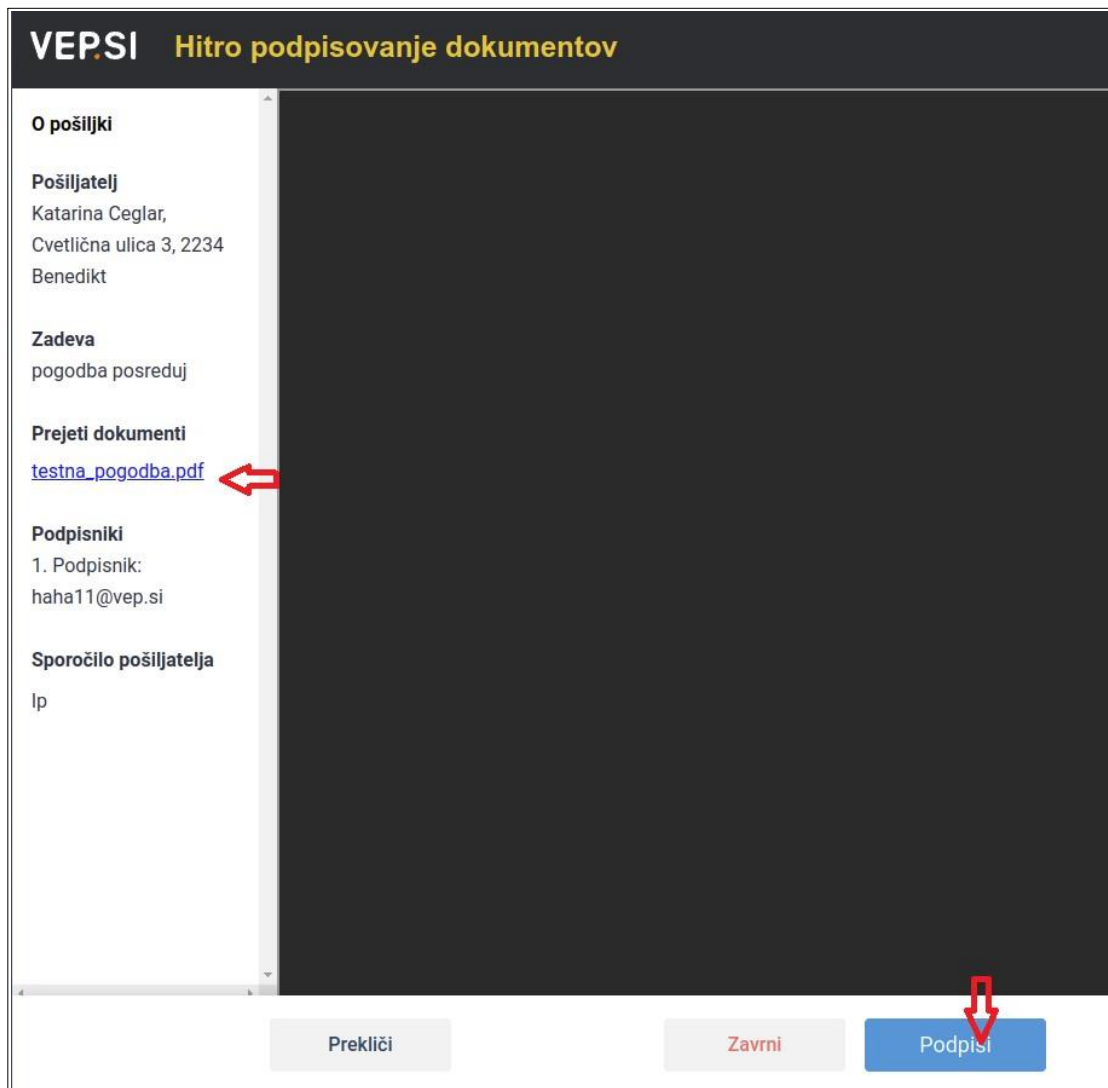 VEP.SI Hitro podpisovanje dokumentov
O pošiljki
Pošiljatelj
Katarina Ceglar,
Cvetlična ulica 3, 2234
Benedikt
Zadeva
pogodba posreduj
Prejeti dokumenti
testna_pogodba.pdf
Podpisniki
1. Podpisnik:
haha11@vep.si
Sporočilo pošiljatelja
lp
Prekliči Zavrni Podpiši